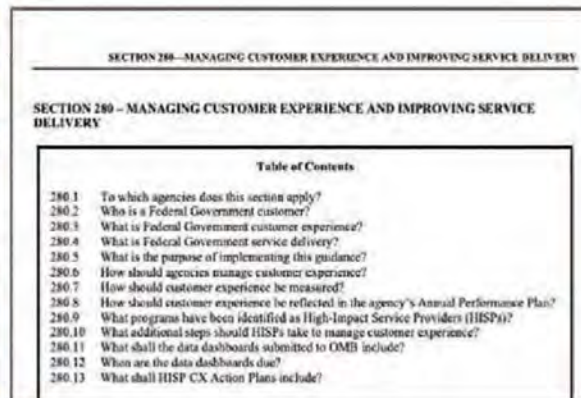 SECTION 280—MANAGING CUSTOMER EXPERIENCE AND IMPROVING SERVICE DELIVERY
SECTION 280 – MANAGING CUSTOMER EXPERIENCE AND IMPROVING SERVICE
DELIVERY
Table of Contents
280.1 To which agencies does this section apply?
280.2 Who is a Federal Government customer?
280.3 What is Federal Government customer experience?
280.4 What is Federal Government service delivery?
280.5 What is the purpose of implementing this guidance?
280.6 How should agencies manage customer experience?
280.7 How should customer experience be measured?
280.8 How should customer experience be reflected in the agency's Annual Performance Plan?
280.9 What programs have been identified as High-Impact Service Providers (HISPs)?
280.10 What additional steps should HISPs take to manage customer experience?
280.11 What shall the data dashboards submitted to OMB include?
280.12 When are the data dashboards due?
280.13 What shall HISP CX Action Plans include?